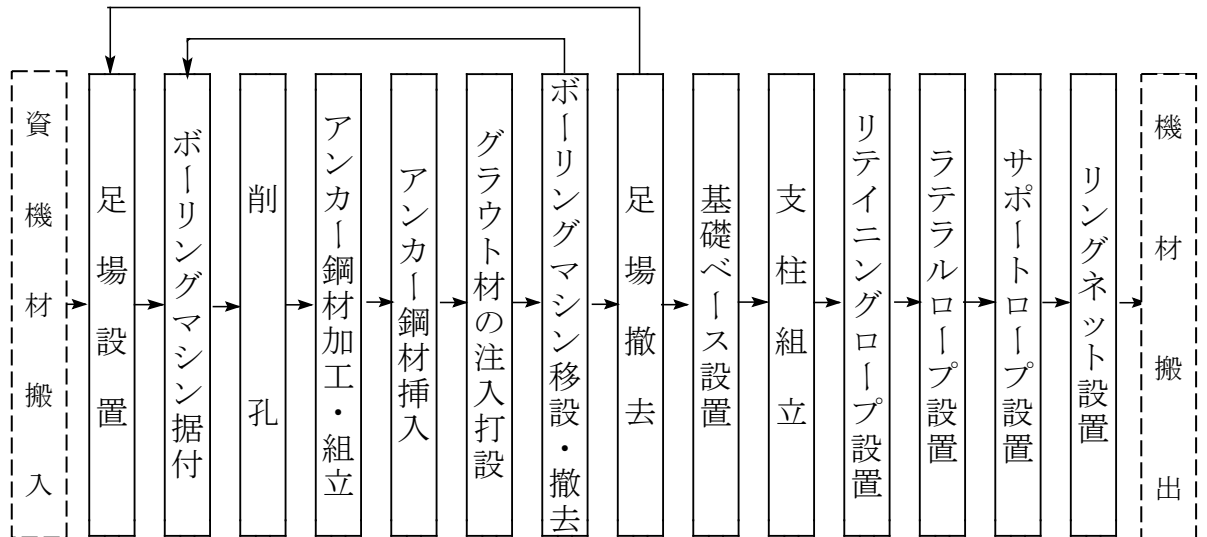 資機材搬入
足場設置
ボーリングマシン据付
削孔
アンカー鋼材加工・組立
アンカー鋼材挿入
グラウト材の注入打設
ボーリングマシン移設・撤去
足場撤去
基礎ベース設置
支柱組立
リテイニングロープ設置
ラテラルロープ設置
サポートロープ設置
リングネット設置
機材搬出